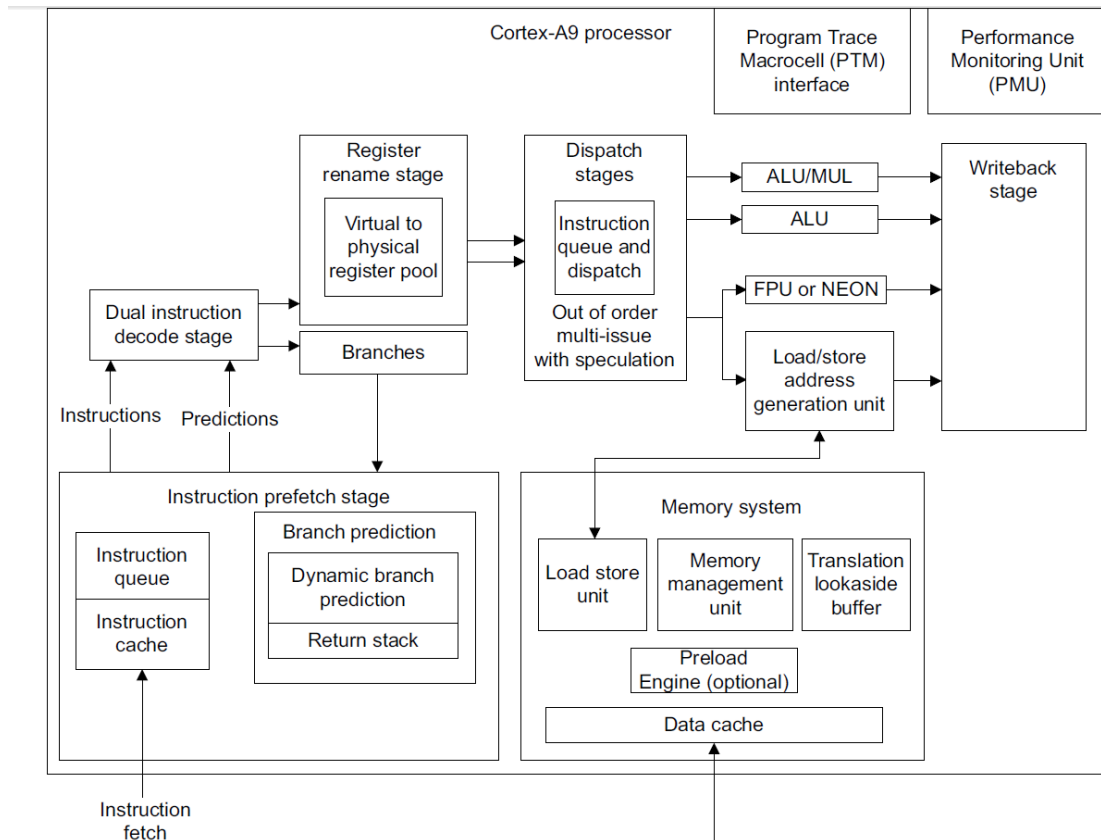 Cortex-A9 processor
Program Trace
Macrocell (PTM)
interface
Performance
Monitoring Unit
(PMU)
Register
rename stage
Virtual to
physical
register pool
Dispatch
stages
Instruction
queue and
dispatch
Out of order
multi-issue
with speculation
ALU/MUL
ALU
FPU or NEON
Load/store
address
generation unit
Writeback
stage
Dual instruction
decode stage
Branches
Instructions
Predictions
Instruction prefetch stage
Instruction
queue
Instruction
cache
Branch prediction
Dynamic branch
prediction
Return stack
Memory system
Load store
unit
Memory
management
unit
Translation
lookaside
buffer
Preload
Engine (optional)
Data cache
Instruction
fetch